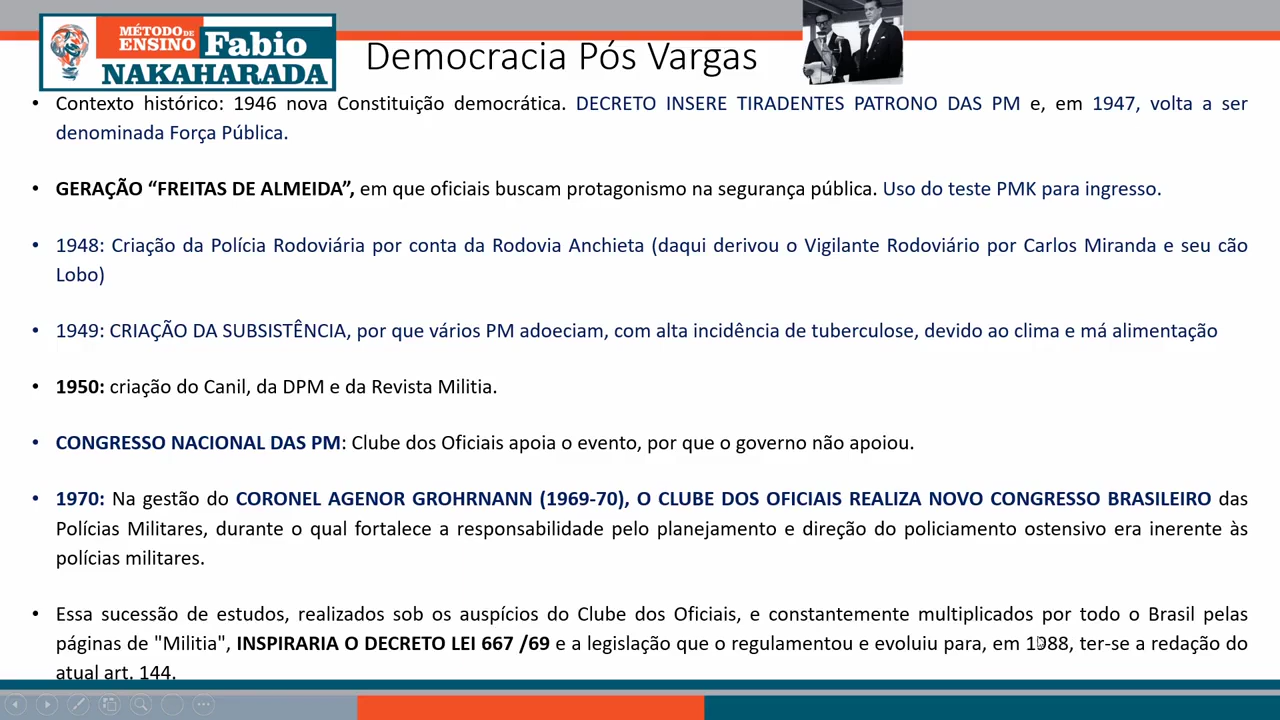 MÉTODO DE
ENSINO Fabio
NAKAHARADA
Democracia Pós Vargas
• Contexto histórico: 1946 nova Constituição democrática. DECRETO INSERE TIRADENTES PATRONO DAS PM e, em 1947, volta a ser
denominada Força Pública.
• GERAÇÃO “FREITAS DE ALMEIDA”, em que oficiais buscam protagonismo na segurança pública. Uso do teste PMK para ingresso.
• 1948: Criação da Polícia Rodoviária por conta da Rodovia Anchieta (daqui derivou o Vigilante Rodoviário por Carlos Miranda e seu cão
Lobo)
• 1949: CRIAÇÃO DA SUBSISTÊNCIA, por que vários PM adoeciam, com alta incidência de tuberculose, devido ao clima e má alimentação
• 1950: criação do Canil, da DPM e da Revista Militia.
• CONGRESSO NACIONAL DAS PM: Clube dos Oficiais apoia o evento, por que o governo não apoiou.
• 1970: Na gestão do CORONEL AGENOR GROHRNANN (1969-70), O CLUBE DOS OFICIAIS REALIZA NOVO CONGRESSO BRASILEIRO das
Polícias Militares, durante o qual fortalece a responsabilidade pelo planejamento e direção do policiamento ostensivo era inerente às
polícias militares.
• Essa sucessão de estudos, realizados sob os auspícios do Clube dos Oficiais, e constantemente multiplicados por todo o Brasil pelas
páginas de "Militia", INSPIRARIA O DECRETO LEI 667 /69 e a legislação que o regulamentou e evoluiu para, em 1988, ter-se a redação do
atual art. 144.